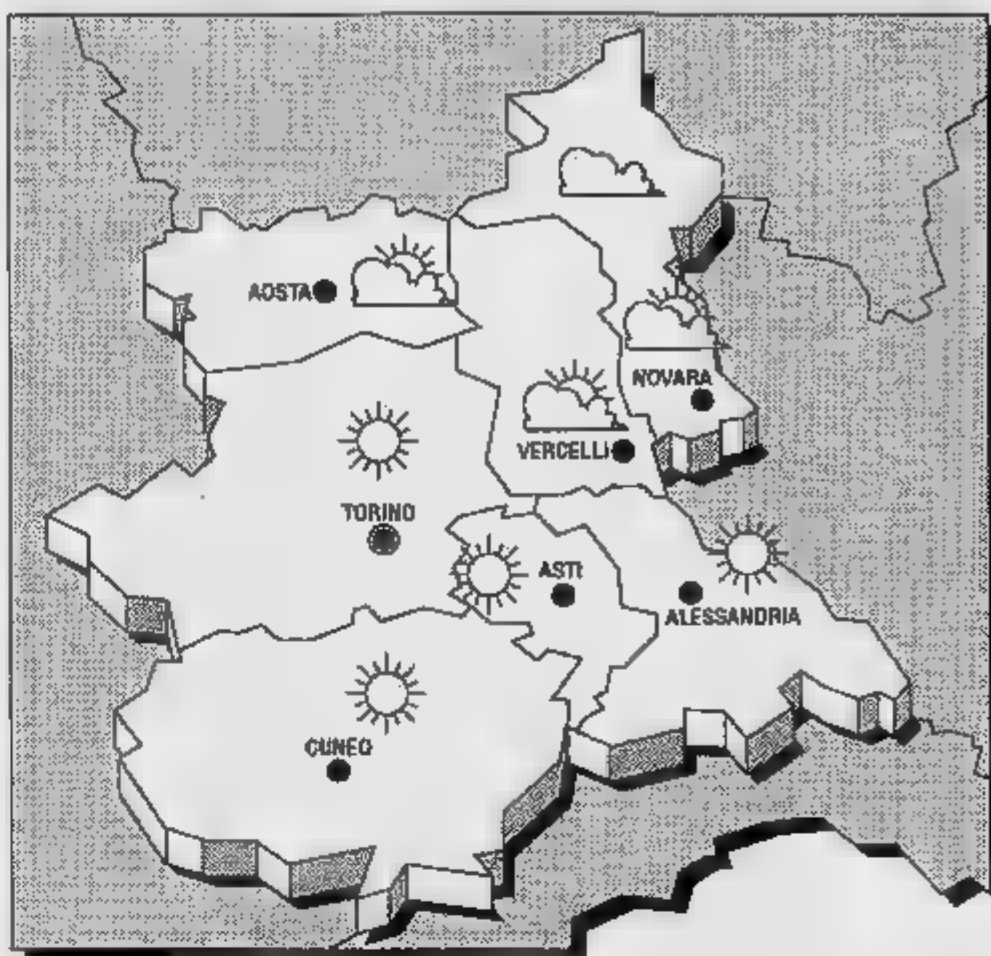 AOSTA
NOVARA
VERCELLI
TORINO
ASTI
ALESSANDRIA
CUNEO